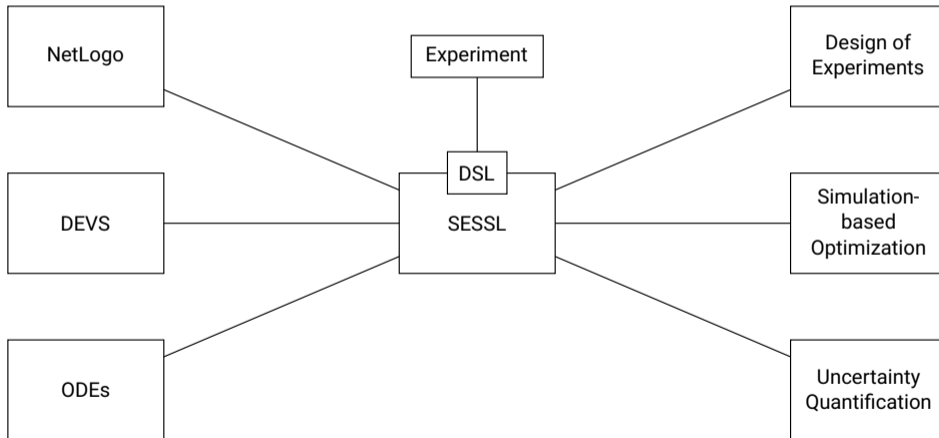 NetLogo
Experiment
Design of
Experiments
DSL
DEVS
SESSL
Simulation-
based
Optimization
ODEs
Uncertainty
Quantification